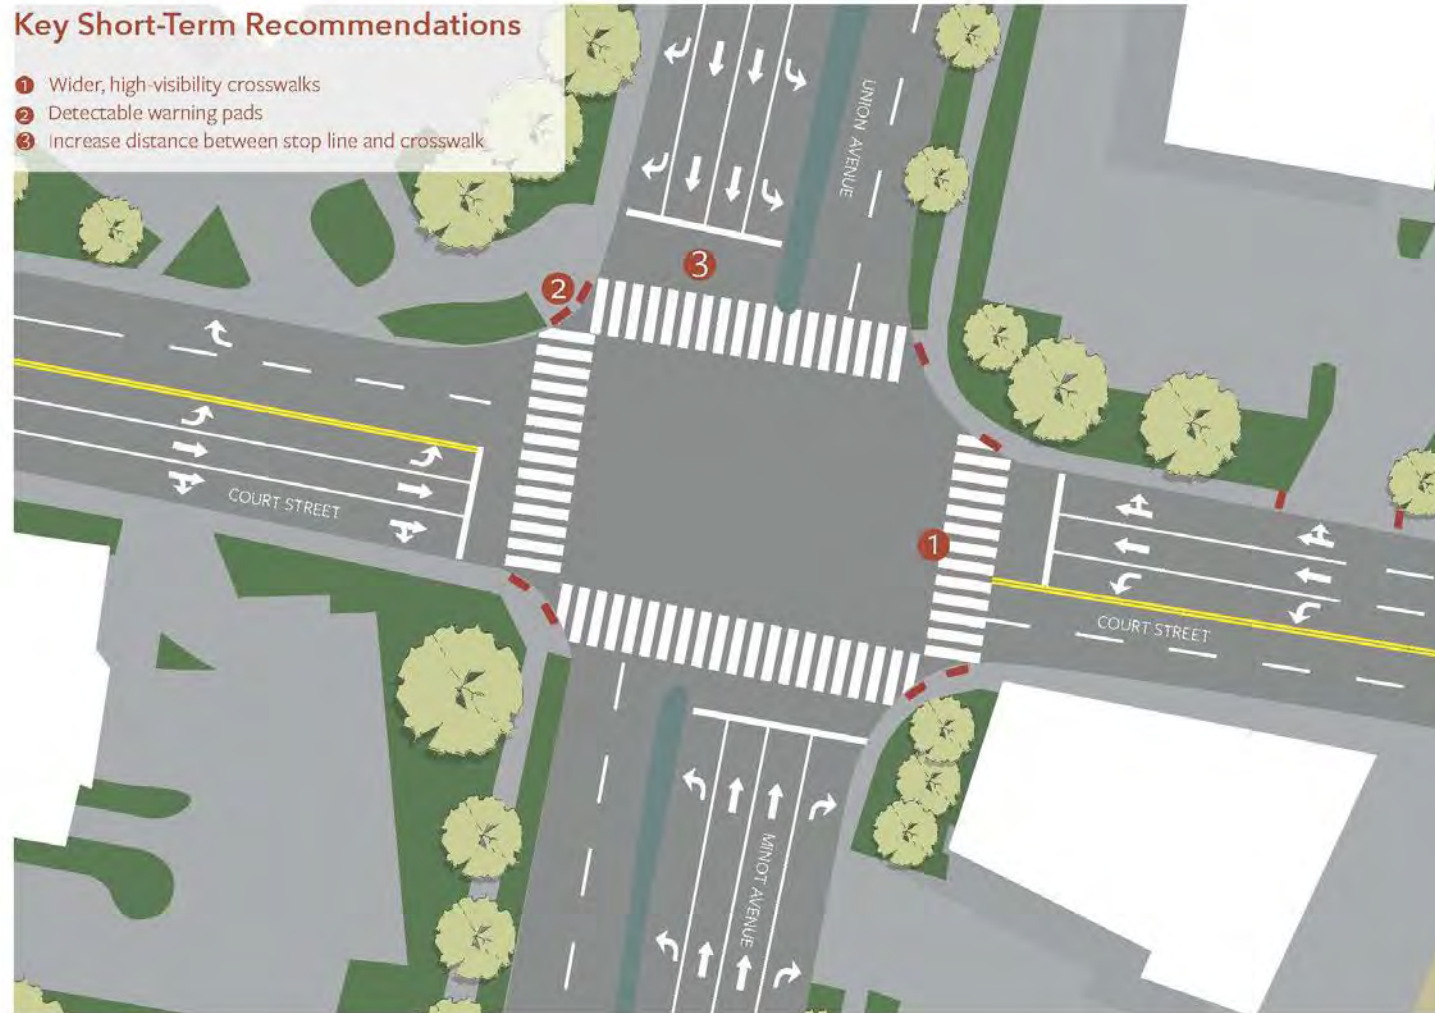 Key Short-Term Recommendations
1 Wider, high-visibility crosswalks
2 Detectable warning pads
3 Increase distance between stop line and crosswalk
UNION AVENUE
3
2
COURT STREET
1
COURT STREET
MINOT AVENUE